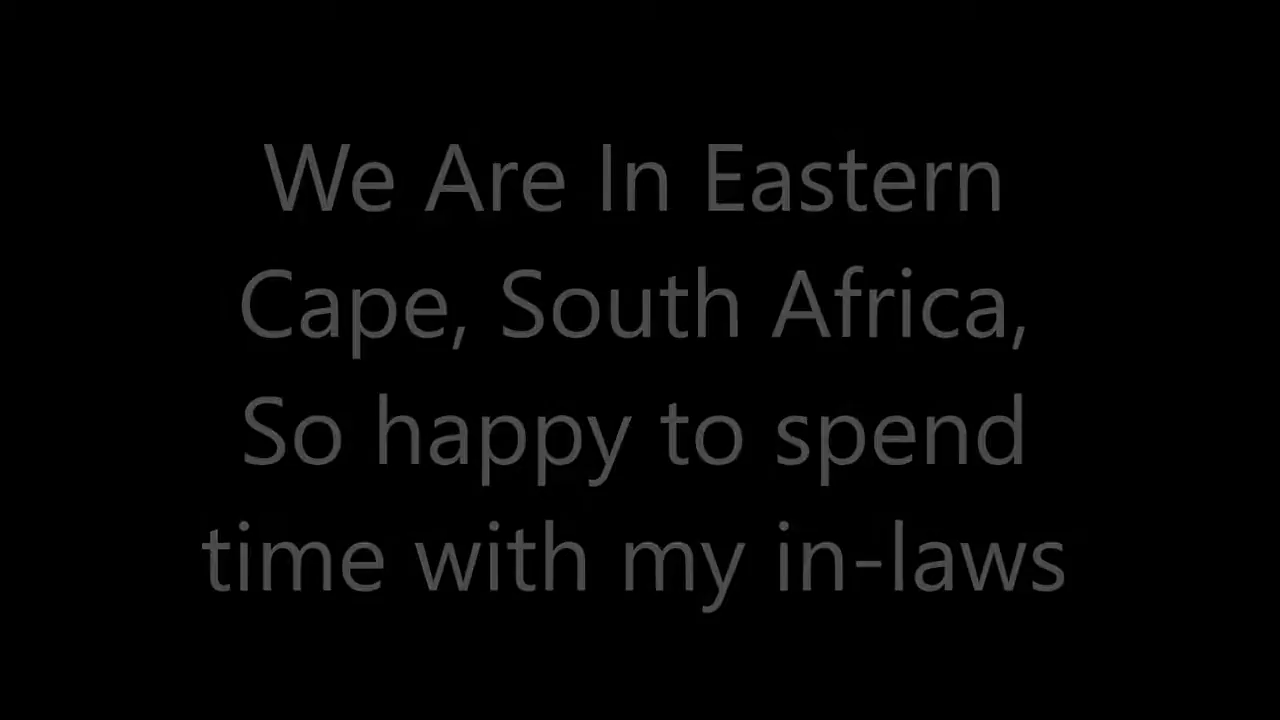 We Are In Eastern
Cape, South Africa,
So happy to spend
time with my in-laws